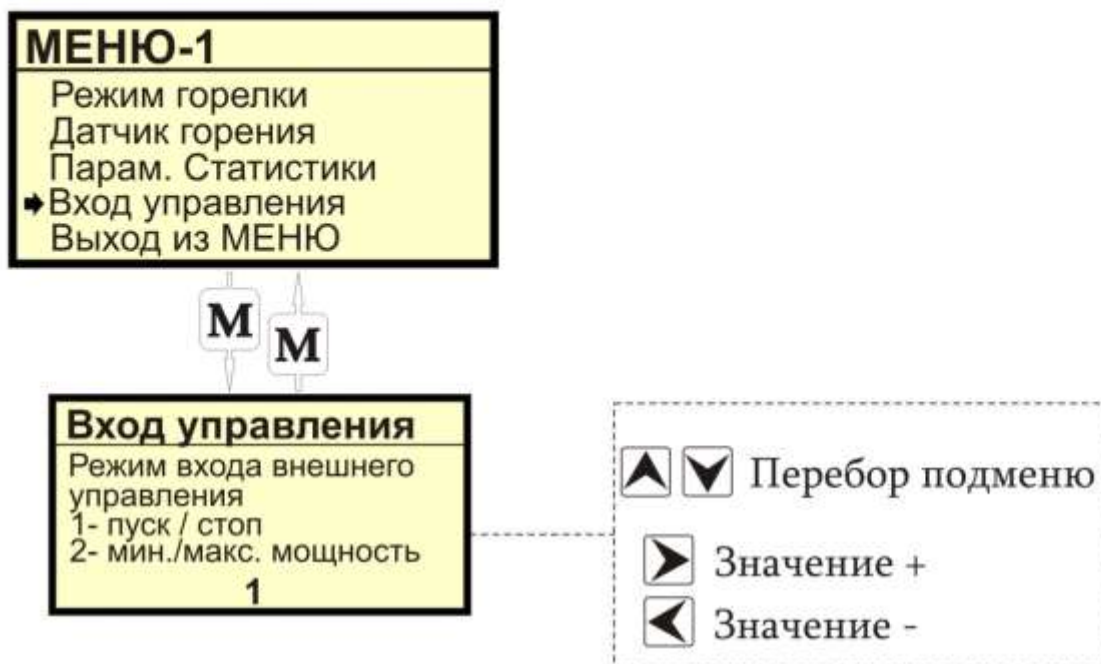 МЕНЮ-1
Режим горелки
Датчик горения
Парам. Статистики
Вход управления
Выход из МЕНЮ
М
М
Вход управления
Режим входа внешнего
управления
1- пуск / стоп
2- мин./макс. мощность
1
Перебор подменю
Значение +
Значение -